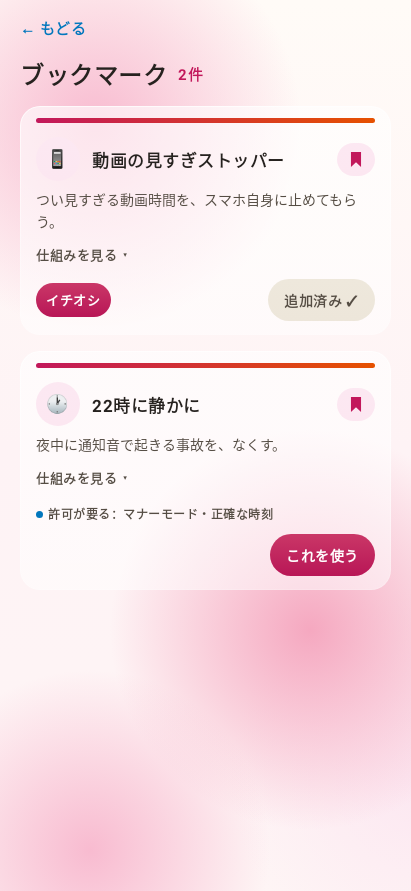 ← もどる
ブックマーク 2件
動画の見すぎストッパー
つい見すぎる動画時間を、スマホ自身に止めてもら
う。
仕組みを見る
イチオシ
追加済み ✓
22時に静かに
夜中に通知音で起きる事故を、なくす。
仕組みを見る
許可が要る: マナーモード・正確な時刻
これを使う